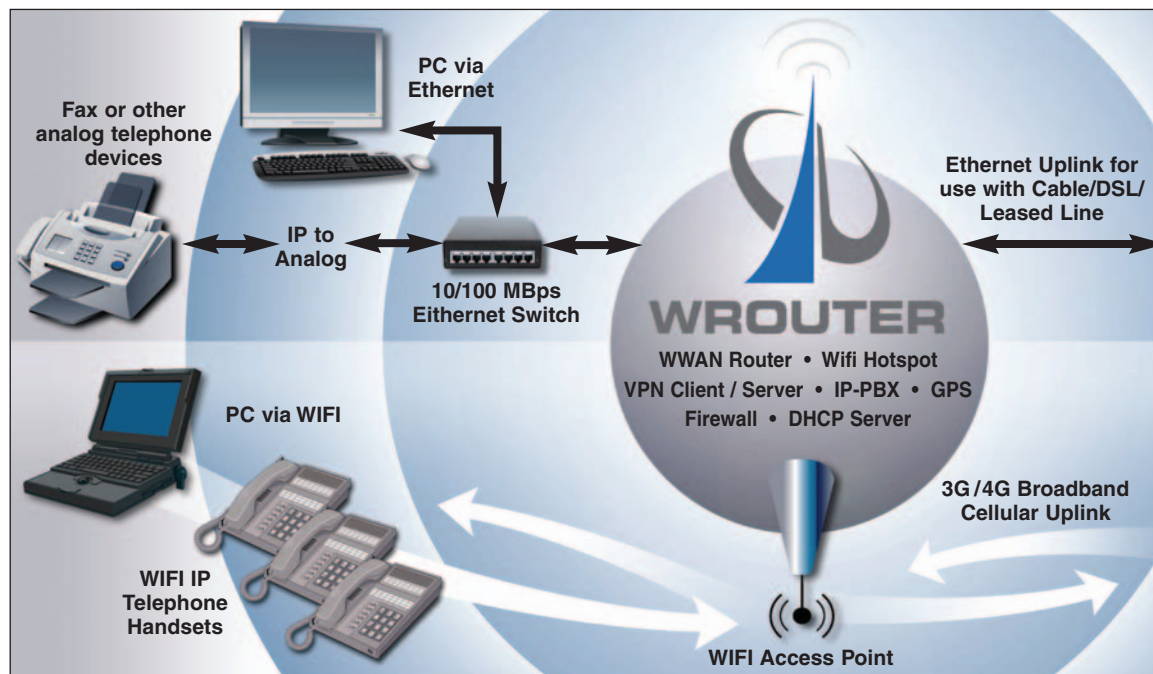 PC via
Ethernet
Fax or other
analog telephone
devices
IP to
Analog
10/100 MBps
Eithernet Switch
Ethernet Uplink for
use with Cable/DSL/
Leased Line
WROUTER
WWAN Router • Wifi Hotspot
VPN Client / Server • IP-PBX • GPS
Firewall • DHCP Server
PC via WIFI
3G/4G Broadband
Cellular Uplink
WIFI IP
Telephone
Handsets
WIFI Access Point